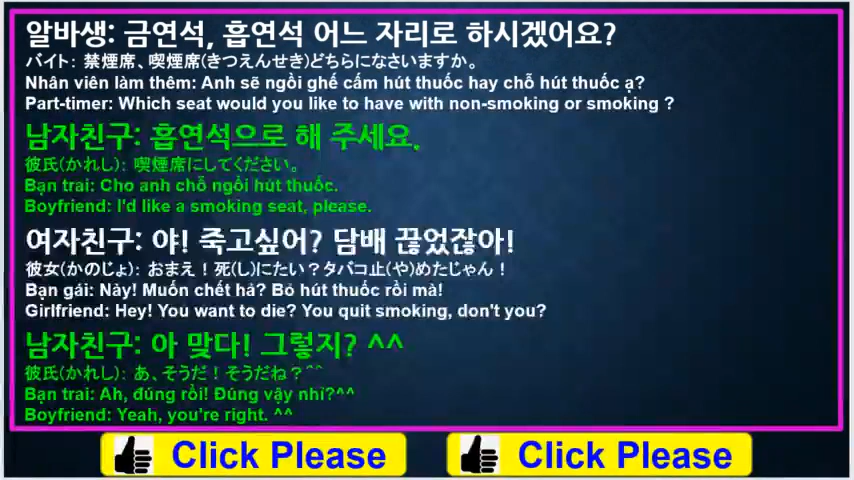 알바생: 금연석, 흡연석 어느 자리로 하시겠어요?
バイト: 禁煙席、喫煙席(きつえんせき)どちらになさいますか。
Nhân viên làm thêm: Anh sẽ ngồi ghế cấm hút thuốc hay chỗ hút thuốc ạ?
Part-timer: Which seat would you like to have with non-smoking or smoking ?
남자친구: 흡연석으로 해 주세요.
彼氏(かれし): 喫煙席にしてください。
Bạn trai: Cho anh chỗ ngồi hút thuốc.
Boyfriend: I'd like a smoking seat, please.
여자친구: 야! 죽고싶어? 담배 끊었잖아!
彼女(かのじょ): おまえ！死(し)にたい？タバコ止(や)めたじゃん！
Bạn gái: Này! Muốn chết há? Bỏ hút thuốc rồi mà!
Girlfriend: Hey! You want to die? You quit smoking, don't you?
남자친구: 아 맞다! 그렇지? ^^
彼氏(かれし): あ、そうだ！そうだね？^^
Bạn trai: Ah, đúng rồi! Đúng vậy nhỉ?^^
Boyfriend: Yeah, you're right. ^^
Click Please
Click Please